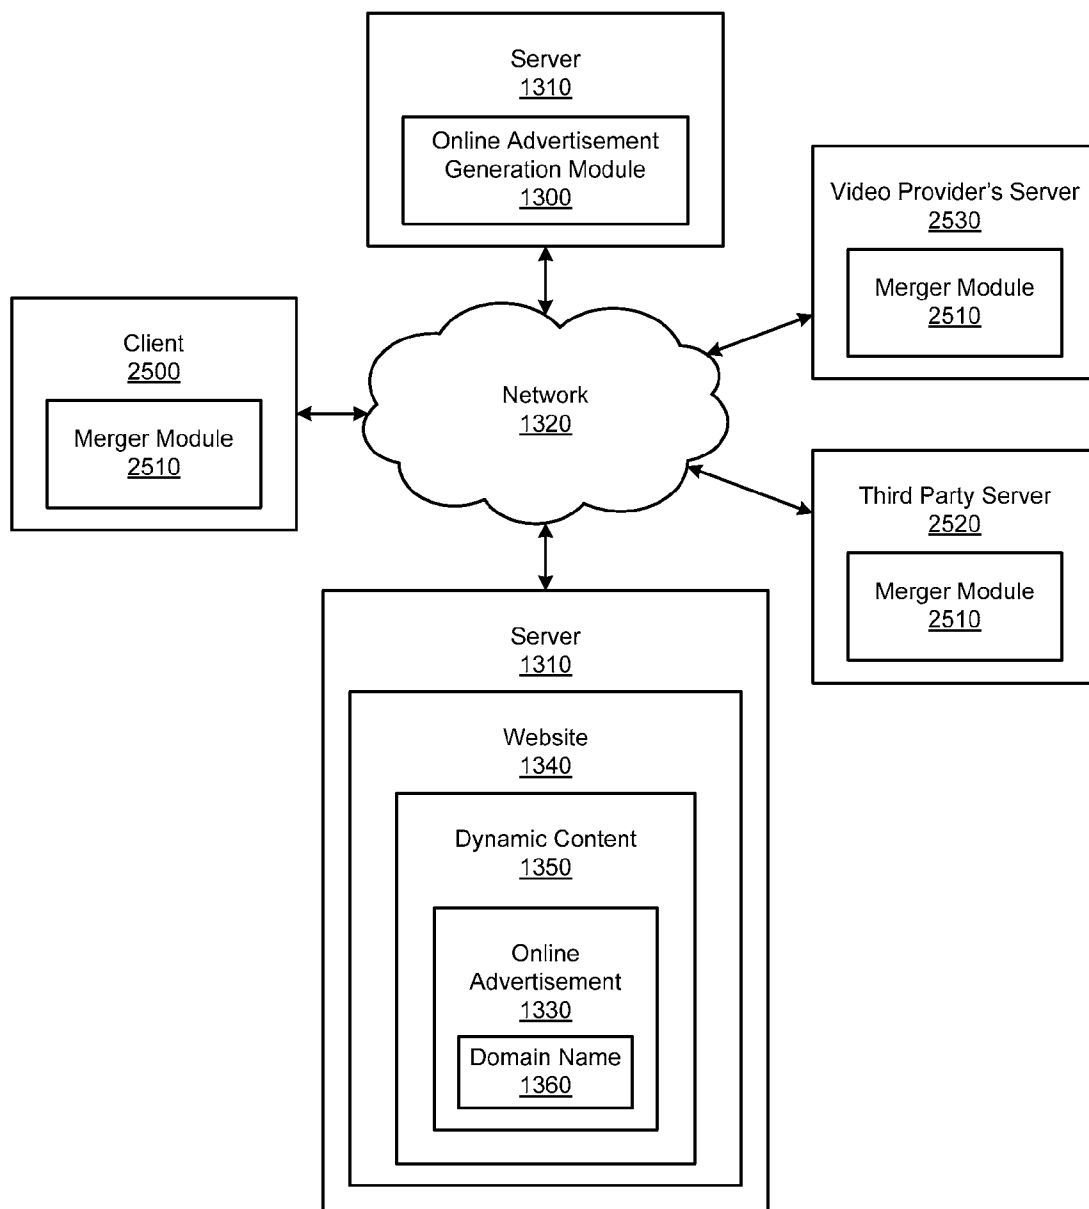 Server
1310
Online Advertisement
Generation Module
1300
Video Provider's Server
2530
Merger Module
2510
Client
2500
Merger Module
2510
Network
1320
Third Party Server
2520
Merger Module
2510
Server
1310
Website
1340
Dynamic Content
1350
Online
Advertisement
1330
Domain Name
1360